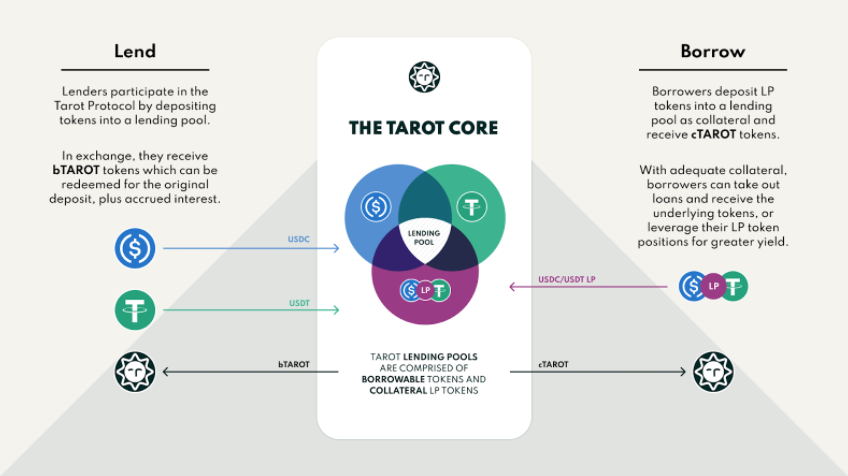 Lend
Lenders participate in the
Tarot Protocol by depositing
tokens into a lending pool.
In exchange, they receive
bTAROT tokens which can be
redeemed for the original
deposit, plus accrued interest.
USDC
USDT
bTAROT
THE TAROT CORE
LENDING
POOL
LP
TAROT LENDING POOLS
ARE COMPRISED OF
BORROWABLE TOKENS AND
COLLATERAL LP TOKENS
Borrow
Borrowers deposit LP
tokens into a lending
pool as collateral and
receive cTAROT tokens.
With adequate collateral,
borrowers can take out
loans and receive the
underlying tokens, or
leverage their LP token
positions for greater yield.
USDC/USDT LP
LP
cTAROT